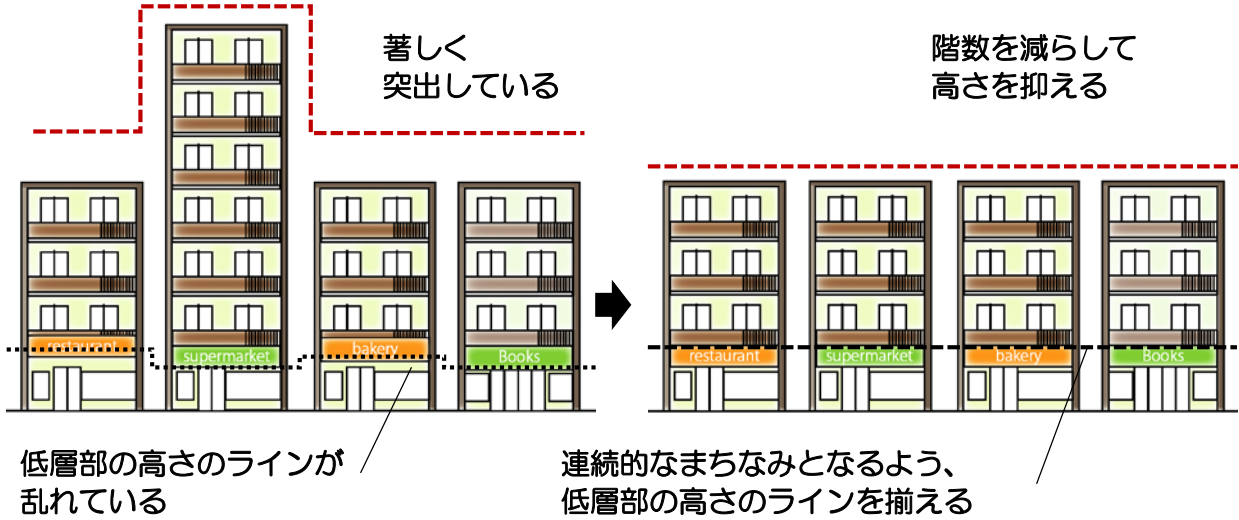 著しく
突出している
階数を減らして
高さを抑える
restaurant
supermarket
bakery
Books
restaurant
supermarket
bakery
Books
低層部の高さのラインが
乱れている
連続的なまちなみとなるよう、
低層部の高さのラインを揃える